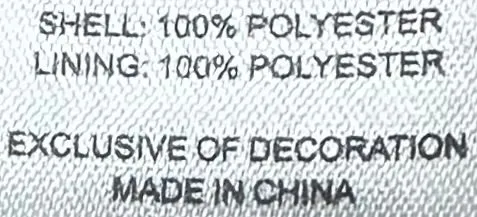 SHELL: 100% POLYESTER
LINING: 100% POLYESTER
EXCLUSIVE OF DECORATION
MADE IN CHINA